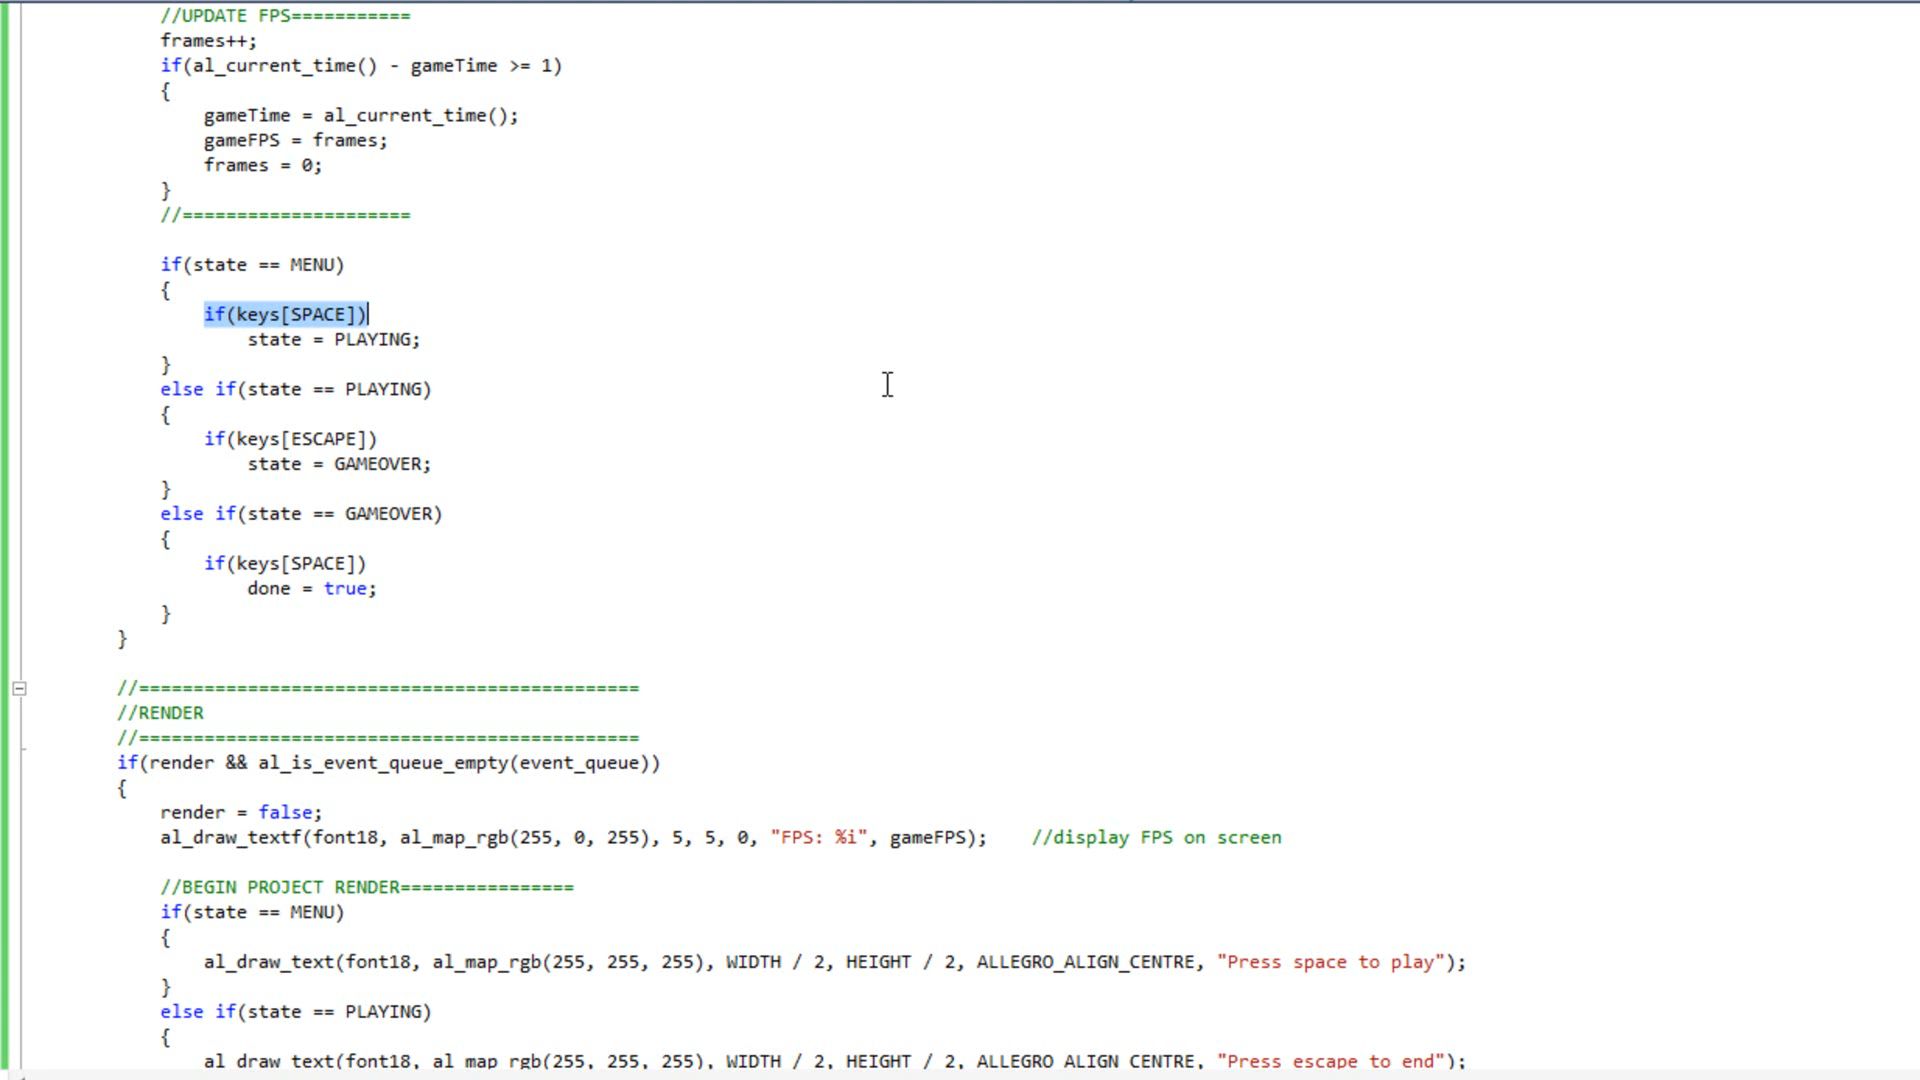 //UPDATE FPS===========
frames++;
if(al_current_time() - gameTime >= 1)
{
gameTime = al_current_time();
gameFPS = frames;
frames = 0;
}
//=====================
if(state == MENU)
{
if(keys[SPACE])
state = PLAYING;
}
else if(state == PLAYING)
{
if(keys[ESCAPE])
state = GAMEOVER;
}
else if(state == GAMEOVER)
{
if(keys[SPACE])
done = true;
}
}
//==============================================
//RENDER
//==============================================
if(render && al_is_event_queue_empty(event_queue))
{
render = false;
al_draw_textf(font18, al_map_rgb(255, 0, 255), 5, 5, 0, "FPS: %i", gameFPS);    //display FPS on screen
//BEGIN PROJECT RENDER================
if(state == MENU)
{
al_draw_text(font18, al_map_rgb(255, 255, 255), WIDTH / 2, HEIGHT / 2, ALLEGRO_ALIGN_CENTRE, "Press space to play");
}
else if(state == PLAYING)
{
al_draw_text(font18, al_map_rgb(255, 255, 255), WIDTH / 2, HEIGHT / 2, ALLEGRO_ALIGN_CENTRE, "Press escape to end");